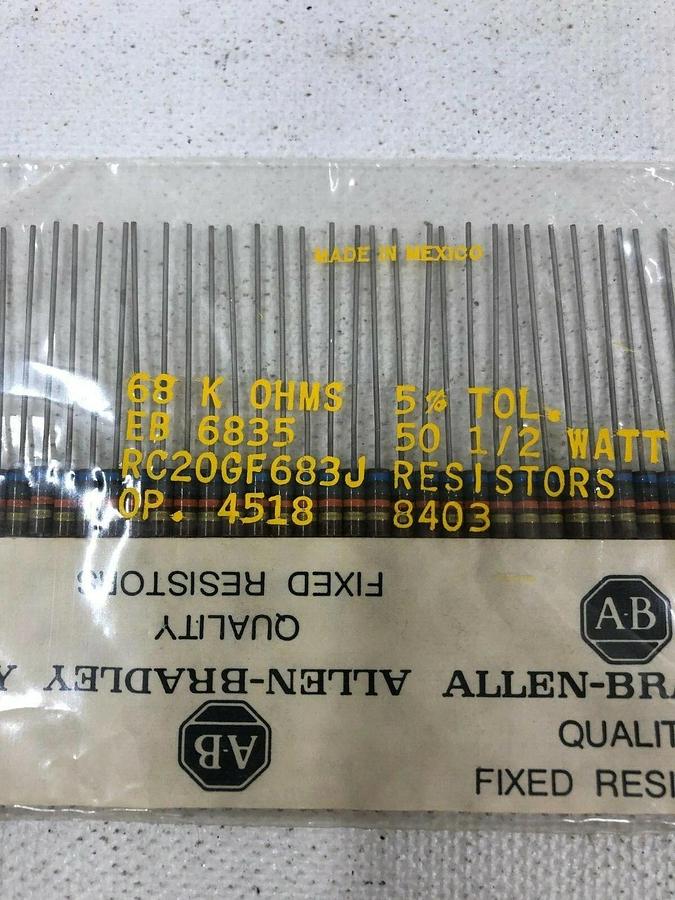 MADE IN MEXICO
68 K OHMS 5% TOL.
EB 6835 50 1/2 WATT
RC20GF683J RESISTORS
OP. 4518 8403
FIXED RESISTORS
QUALITY
ALLEN-BRADLEY
A-B
A-B
ALLEN-BRA
QUALIT
FIXED RESI